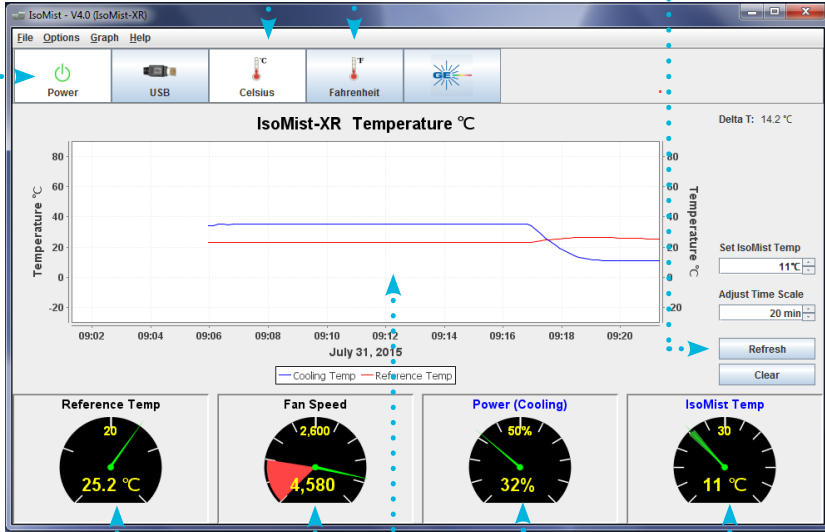 IsoMist - V4.0 (IsoMist-XR)
File Options Graph Help
°C °F
Power USB Celsius Fahrenheit GE
IsoMist-XR Temperature °C
Delta T: 14.2 °C
80 80
60 60
40 40
20 20
0 0
-20 -20
Temperature °C
Temperature °C
Set IsoMist Temp
11°C
Adjust Time Scale
20 min
09:02 09:04 09:06 09:08 09:10 09:12 09:14 09:16 09:18 09:20
July 31, 2015
Cooling Temp Reference Temp
Refresh
Clear
Reference Temp
20
25.2 °C
Fan Speed
2,600
4,580
Power (Cooling)
50%
32%
IsoMist Temp
30
11 °C